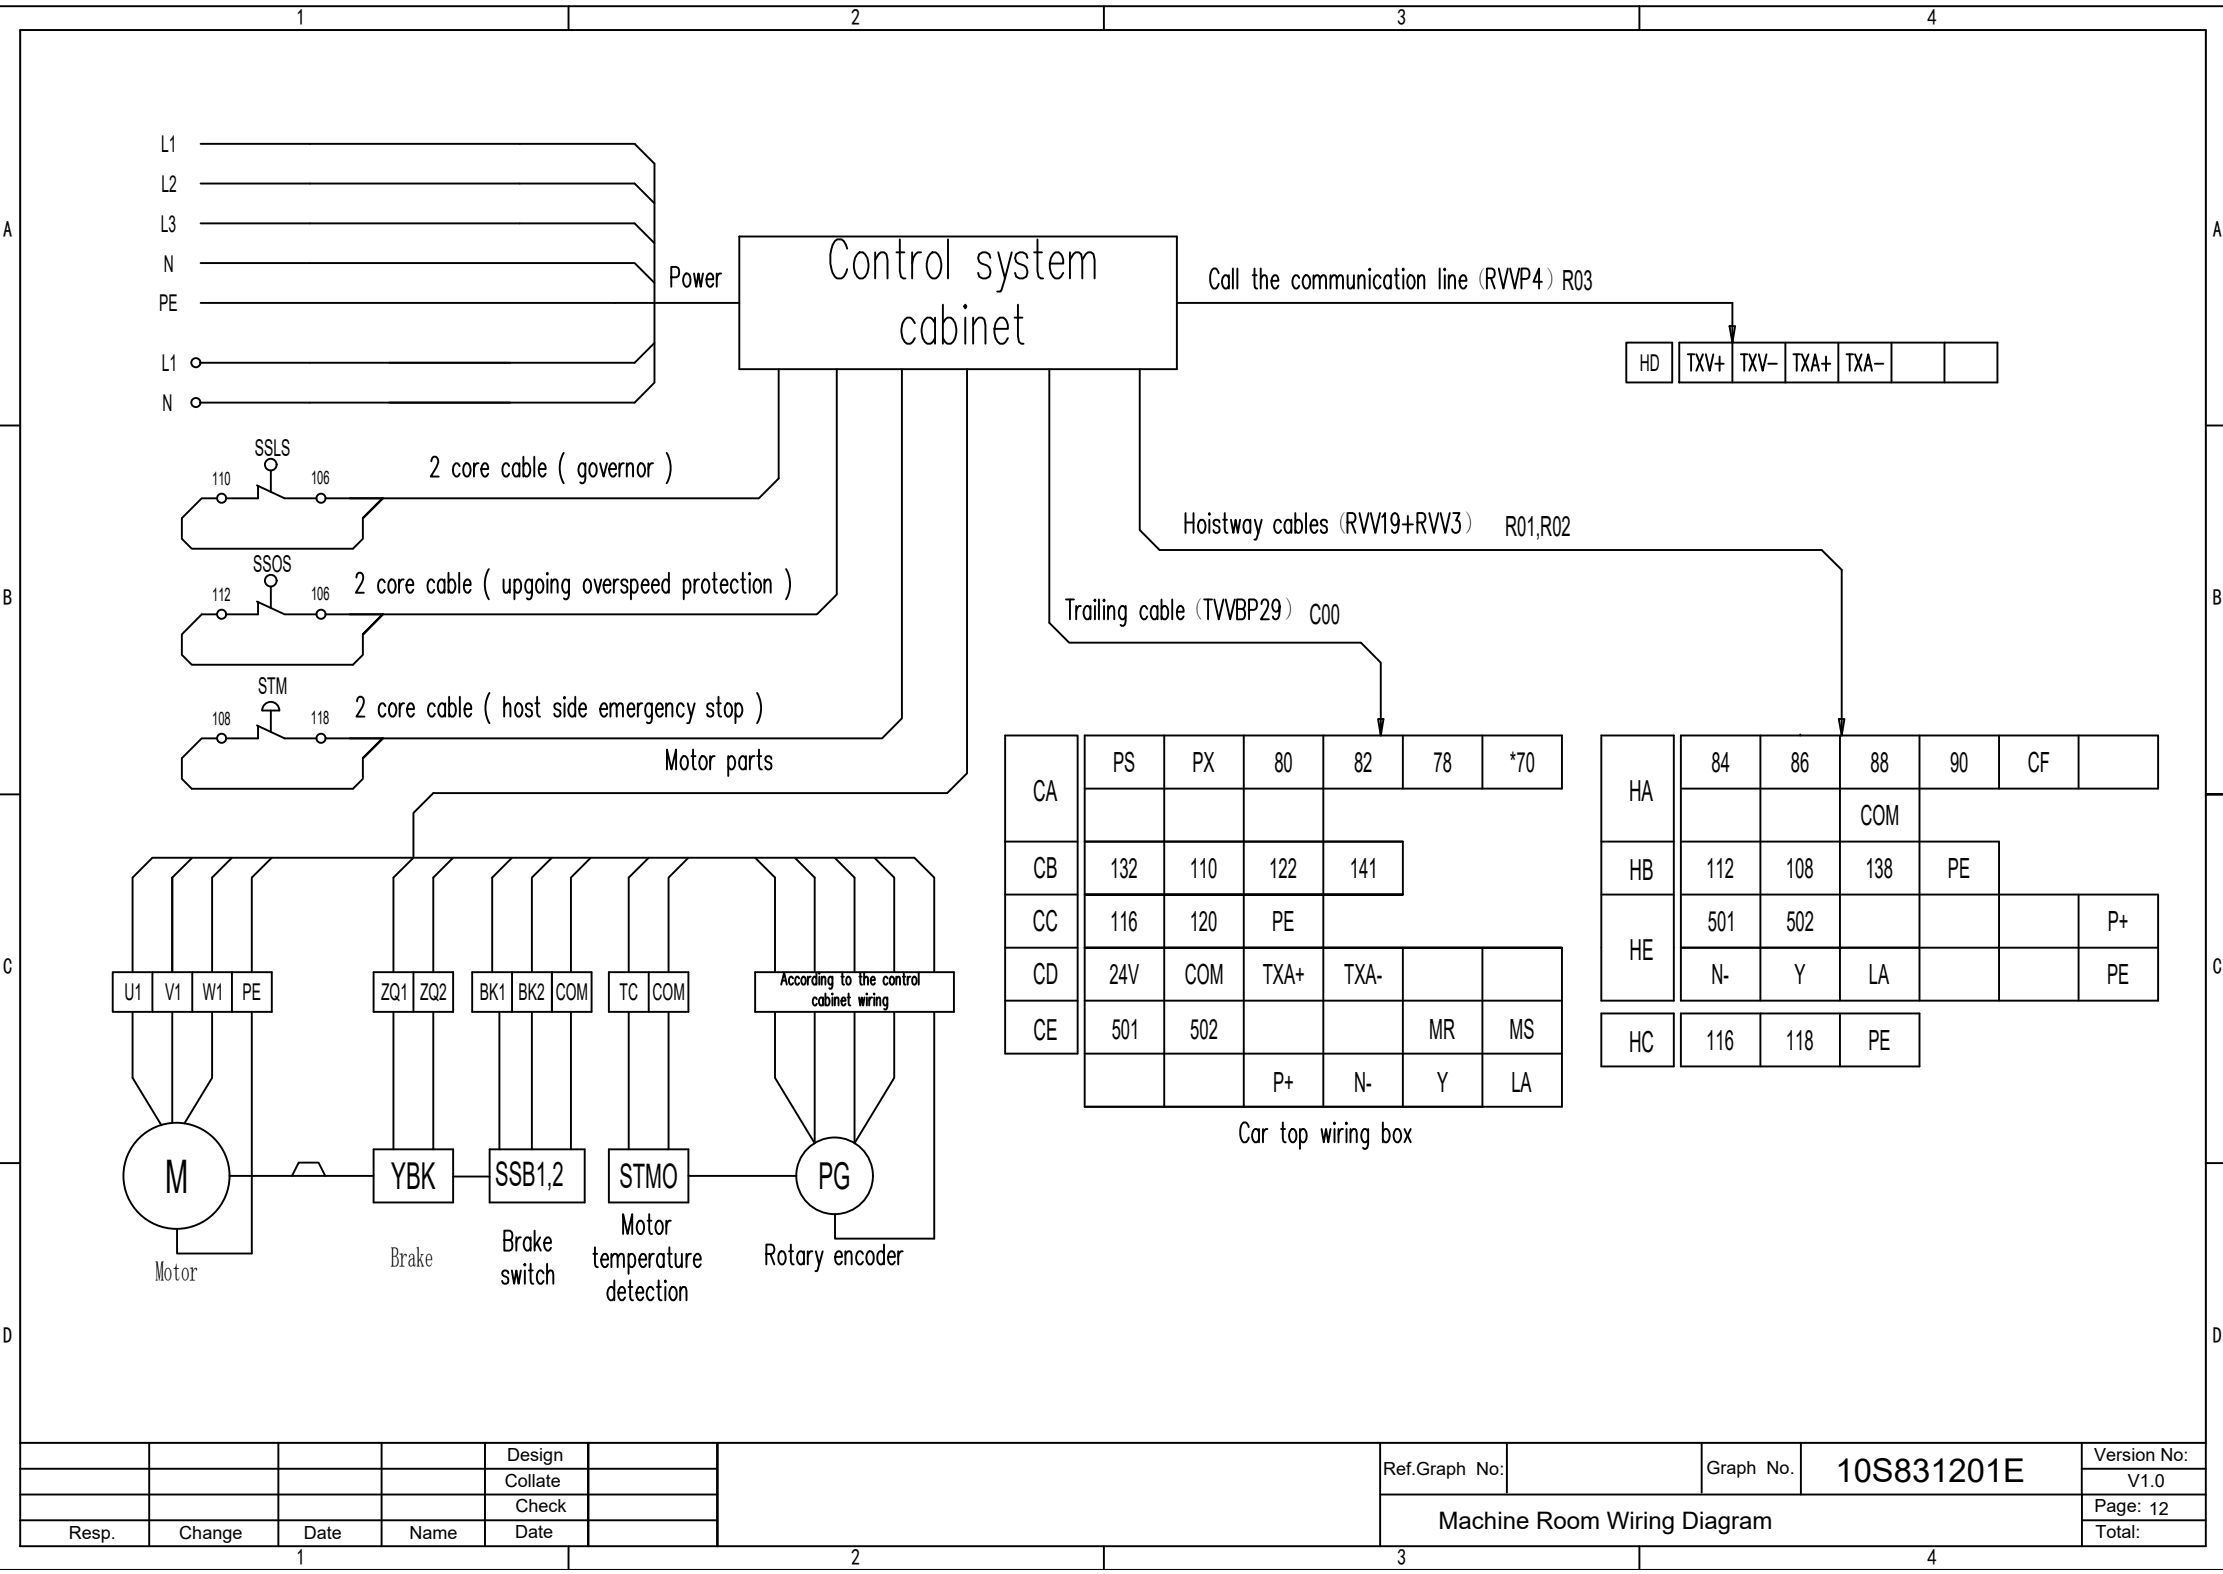 1 2 3 4
L1
L2
L3
A A
N
Power
PE
L1
N
Control system
cabinet
Call the communication line (RVVP4) R03
HD TXV+ TXV- TXA+ TXA-
SSLS
110 106
2 core cable ( governor )
SSOS
112 106
2 core cable ( upgoing overspeed protection )
STM
108 118
2 core cable ( host side emergency stop )
Motor parts
Hoistway cables (RVV19+RVV3) R01,R02
B B
Trailing cable (TVVBP29) C00
CA PS PX 80 82 78 *70
CB 132 110 122 141
CC 116 120 PE
CD 24V COM TXA+ TXA-
CE 501 502 MR MS
P+ N- Y LA
Car top wiring box
HA 84 86 88 90 CF
COM
HB 112 108 138 PE
HE 501 502 P+
N- Y LA PE
HC 116 118 PE
C C
U1 V1 W1 PE
ZQ1 ZQ2
BK1 BK2 COM
TC COM
According to the control
cabinet wiring
M YBK SSB1,2 STMO PG
Motor
Brake
Brake
switch
Motor
temperature
detection
Rotary encoder
D D
Design
Collate
Check
Resp. Change Date Name Date
Ref.Graph No: Graph No. 10S831201E
Machine Room Wiring Diagram
Version No:
V1.0
Page: 12
Total:
1 2 3 4